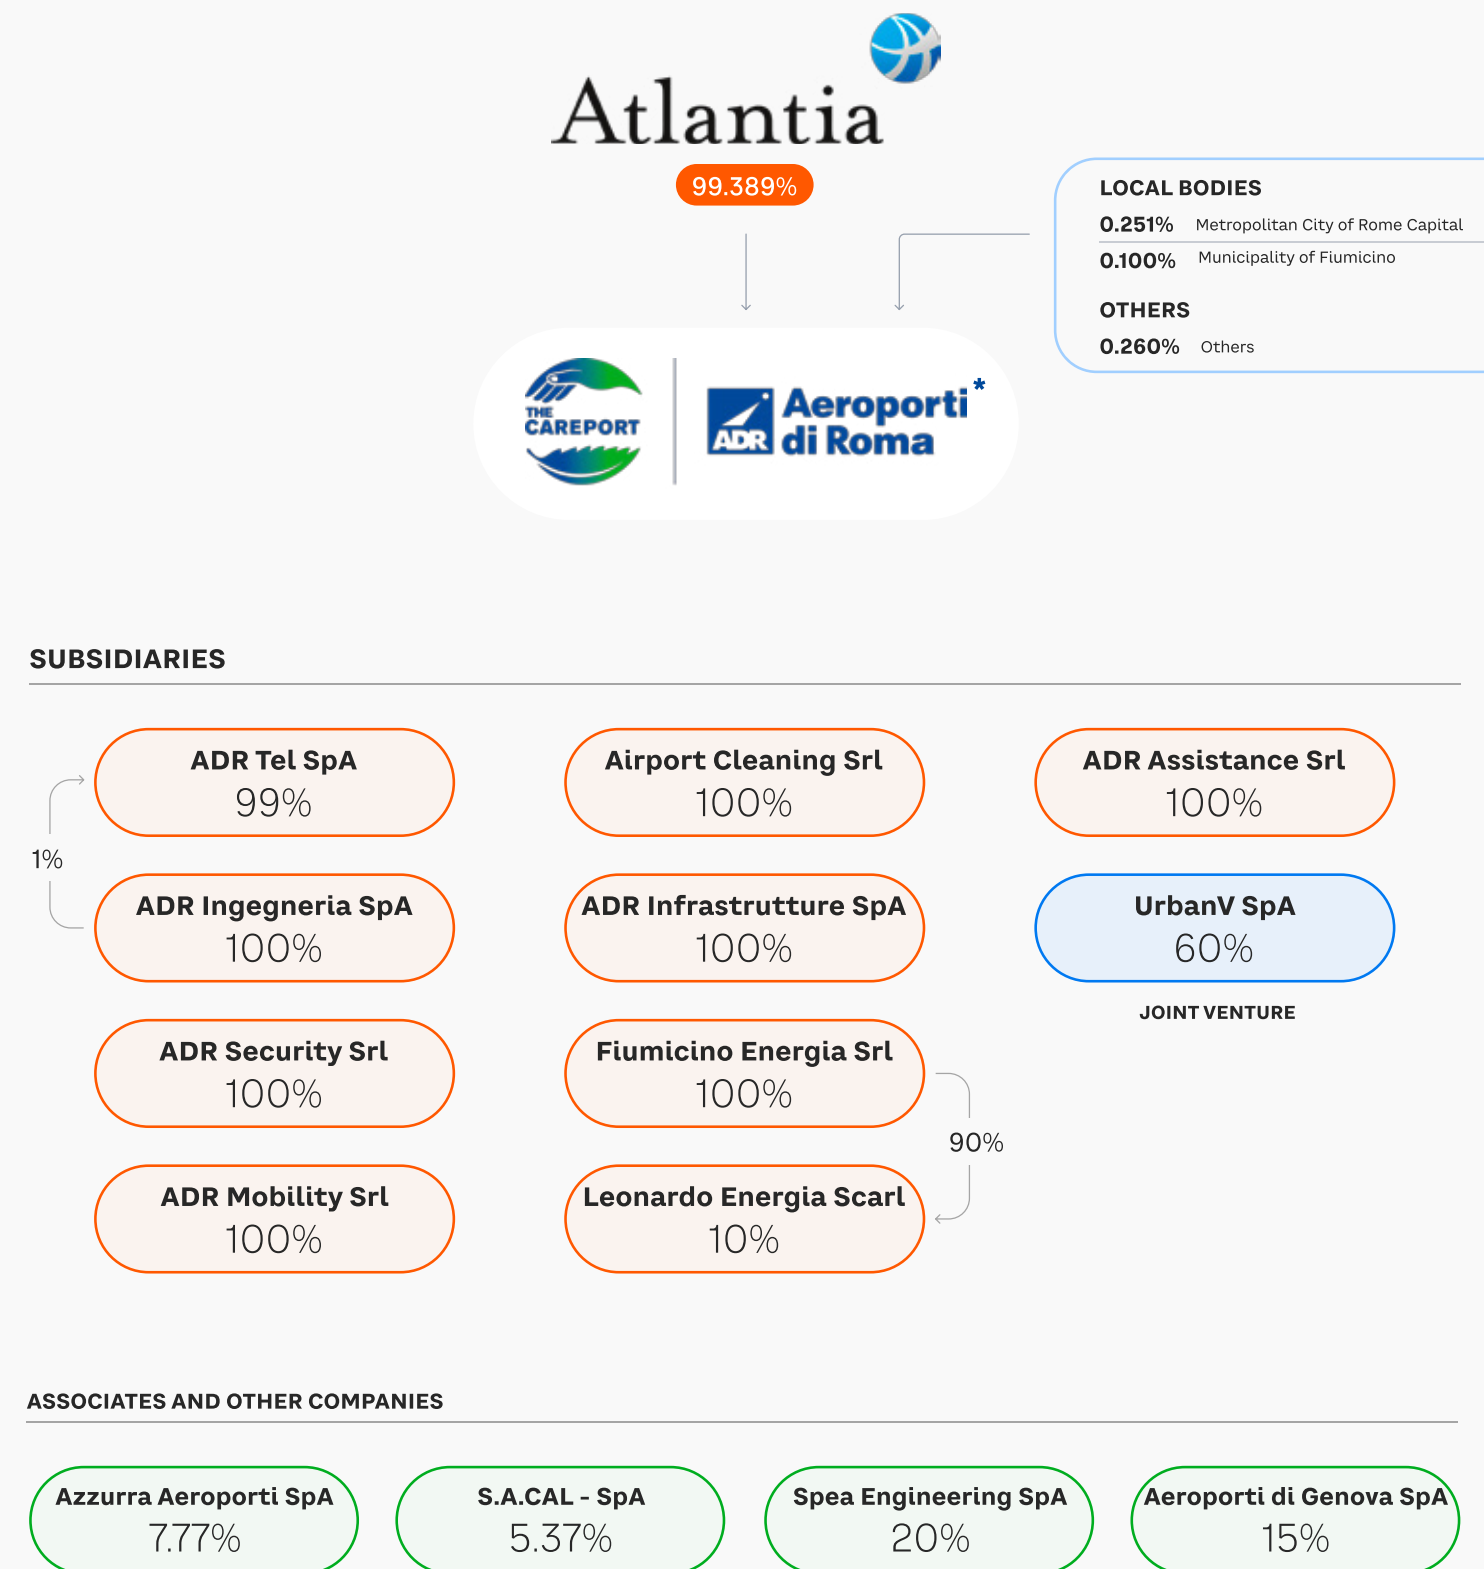 Atlantia
99.389%
LOCAL BODIES
0.251% Metropolitan City of Rome Capital
0.100% Municipality of Fiumicino
OTHERS
0.260% Others
THE
CAREPORT
ADR
Aeroporti*
di Roma
SUBSIDIARIES
ADR Tel SpA
99%
Airport Cleaning Srl
100%
ADR Assistance Srl
100%
1%
ADR Ingegneria SpA
100%
ADR Infrastrutture SpA
100%
UrbanV SpA
60%
JOINT VENTURE
ADR Security Srl
100%
Fiumicino Energia Srl
100%
90%
ADR Mobility Srl
100%
Leonardo Energia Scarl
10%
ASSOCIATES AND OTHER COMPANIES
Azzurra Aeroporti SpA
7.77%
S.A.CAL - SpA
5.37%
Spea Engineering SpA
20%
Aeroporti di Genova SpA
15%